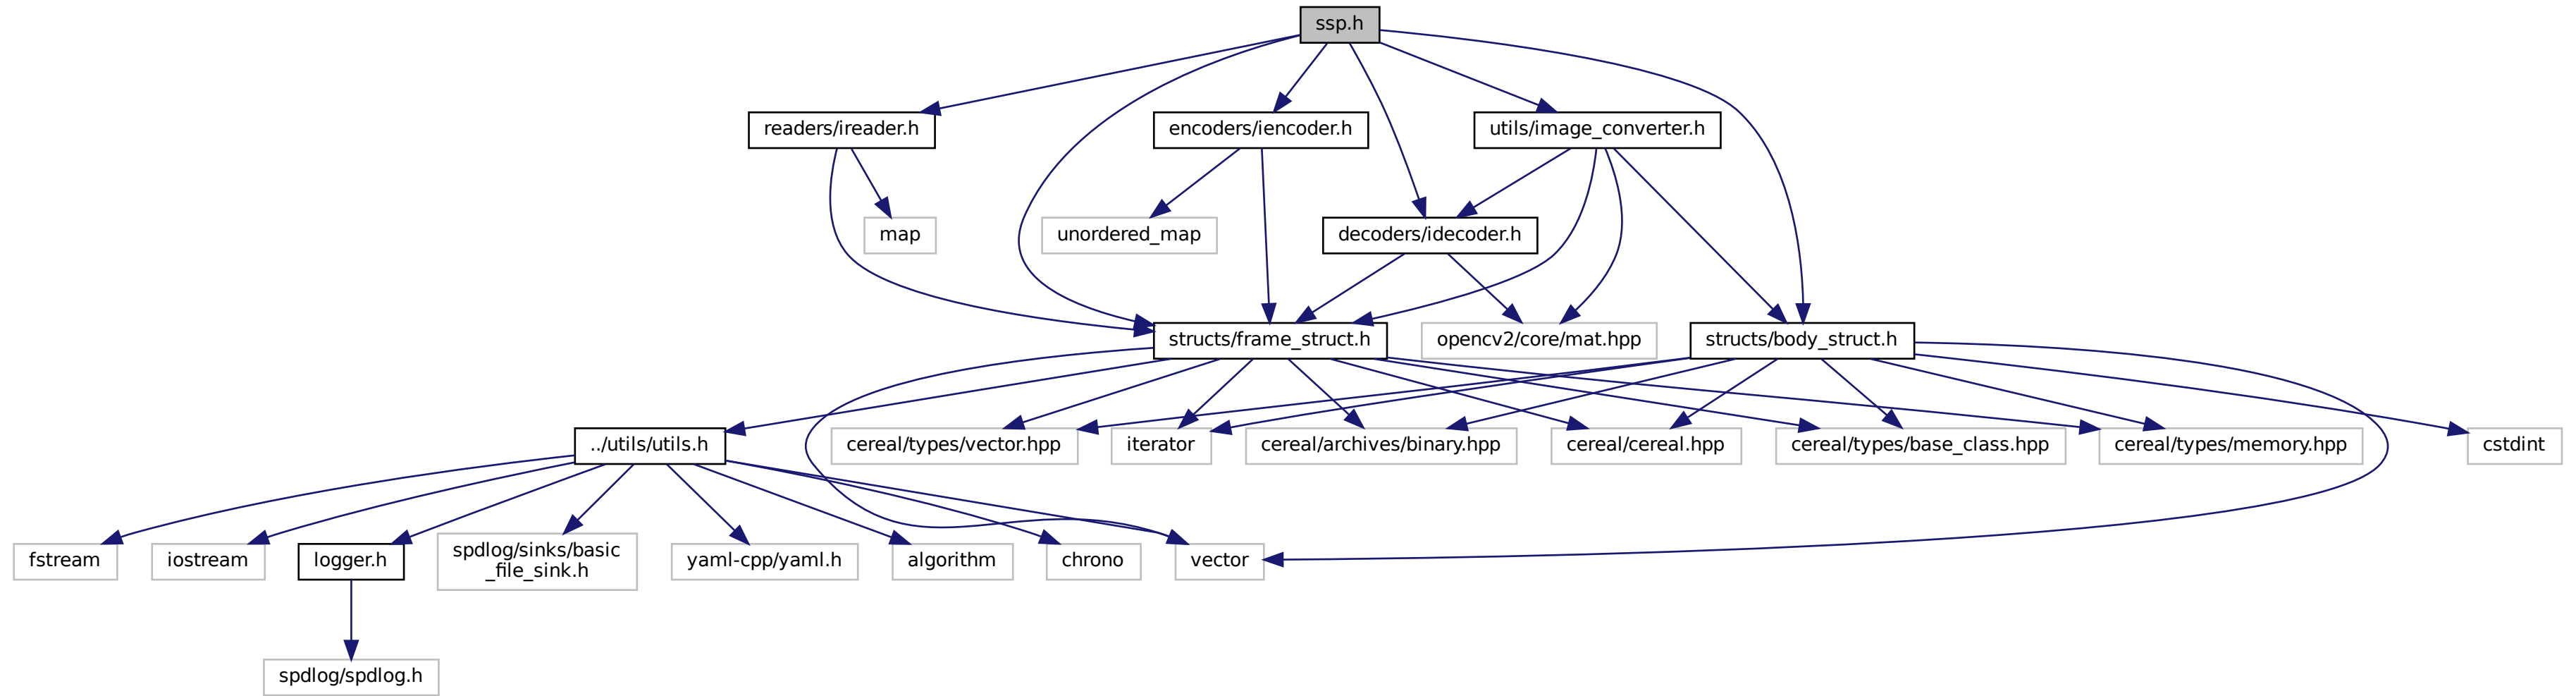 ssp.h
readers/ireader.h
encoders/iencoder.h
utils/image_converter.h
map
unordered_map
decoders/idecoder.h
structs/frame_struct.h
opencv2/core/mat.hpp
structs/body_struct.h
../utils/utils.h
cereal/types/vector.hpp
iterator
cereal/archives/binary.hpp
cereal/cereal.hpp
cereal/types/base_class.hpp
cereal/types/memory.hpp
cstdint
fstream
iostream
logger.h
spdlog/sinks/basic
_file_sink.h
yaml-cpp/yaml.h
algorithm
chrono
vector
spdlog/spdlog.h